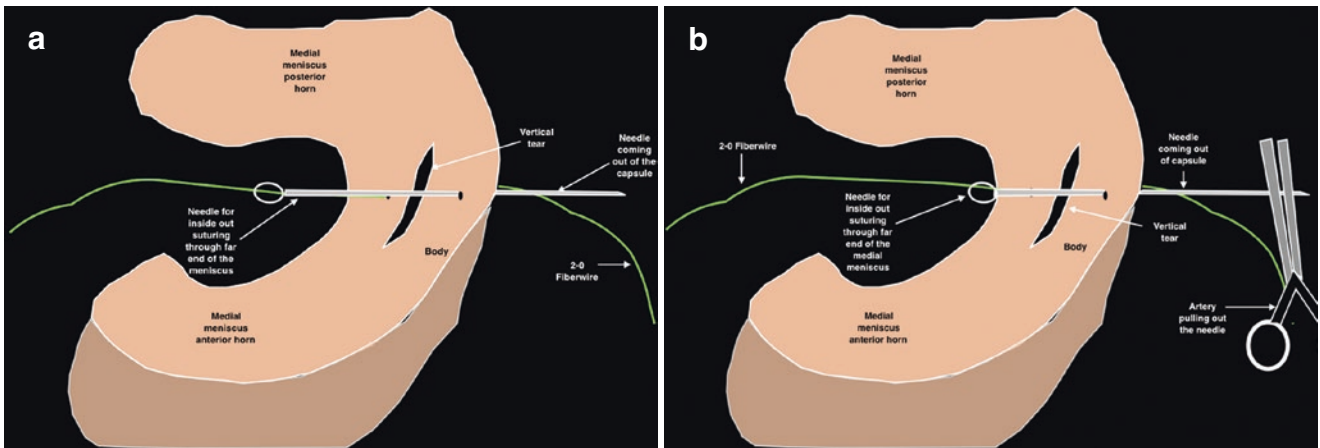 a
Medial
meniscus
posterior
horn
Vertical
tear
Needle
coming
out of the
capsule
Needle for
inside out
suturing
through far
end of the
meniscus
Body
2-0
Fiberwire
Medial
meniscus
anterior horn
b
Medial
meniscus
posterior
horn
2-0 Fiberwire
Needle
coming out
of capsule
Needle for
inside out
suturing
through far
end of the
medial
meniscus
Vertical
tear
Body
Medial
meniscus
anterior horn
Artery
pulling out
the needle